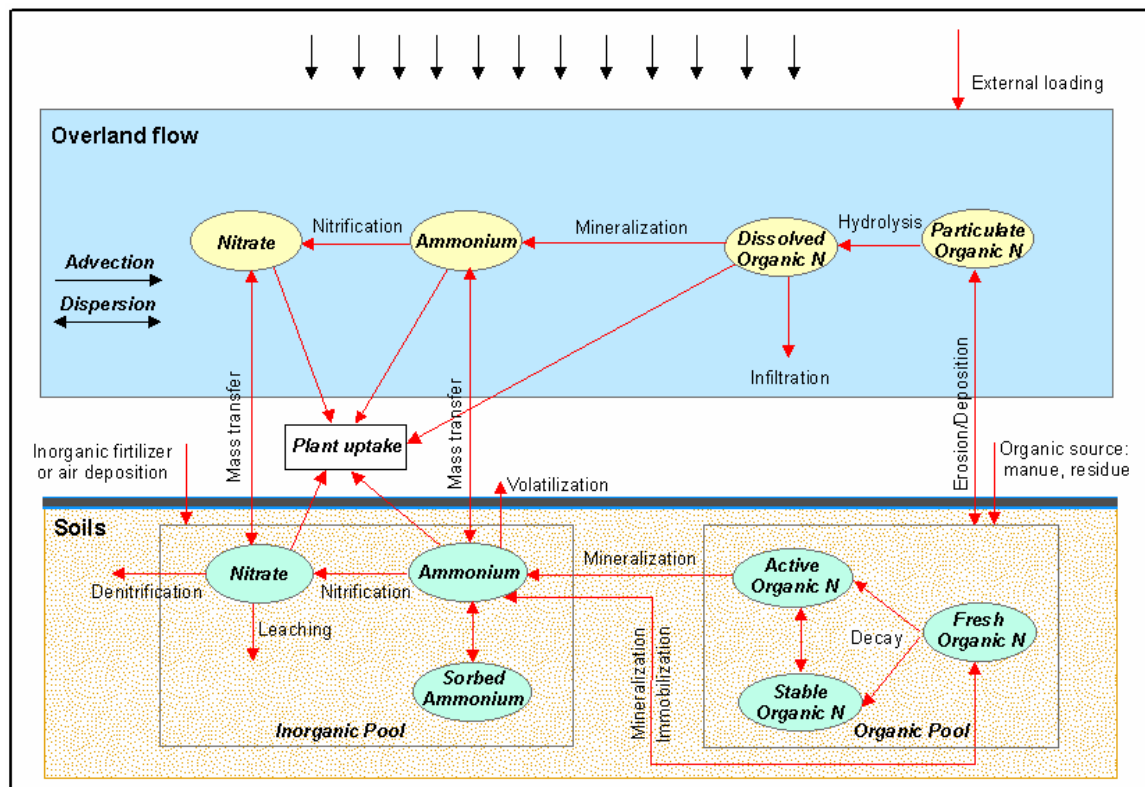 External loading
Overland flow
Nitrification
Mineralization
Hydrolysis
Nitrate
Ammonium
Dissolved
Organic N
Particulate
Organic N
Advection
Dispersion
Infiltration
Mass transfer
Mass transfer
Erosion/Deposition
Plant uptake
Inorganic firtilizer
or air deposition
Organic source:
manue, residue
Volatilization
Soils
Nitrate
Ammonium
Mineralization
Active
Organic N
Denitrification
Nitrification
Leaching
Decay
Fresh
Organic N
Sorbed
Ammonium
Mineralization
Immobilization
Stable
Organic N
Inorganic Pool
Organic Pool